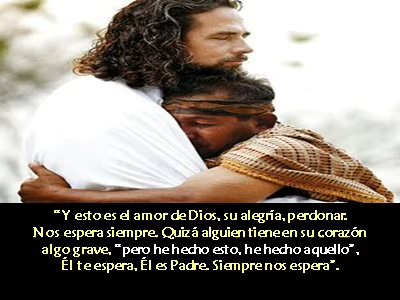 “Y esto es el amor de Dios, su alegría, perdonar.
Nos espera siempre. Quizá alguien tiene en su corazón
algo grave, “pero he hecho esto, he hecho aquello”,
Él te espera, Él es Padre. Siempre nos espera”.